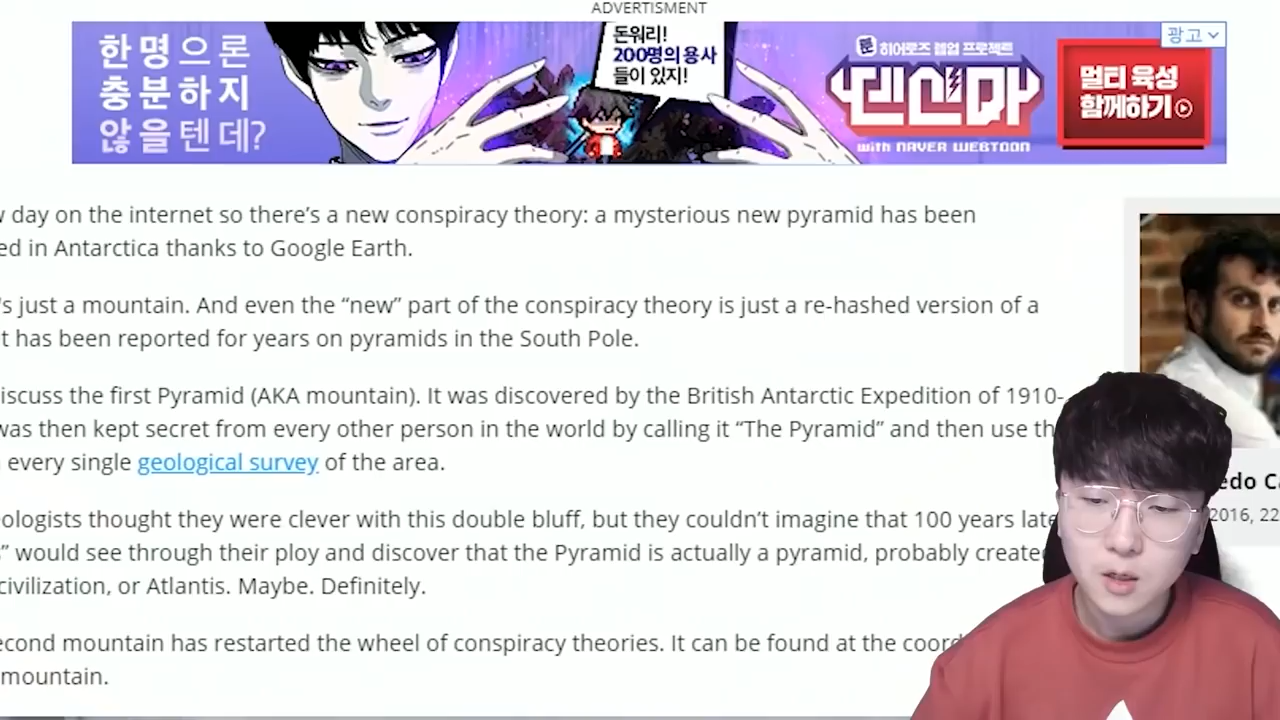 ADVERTISMENT
한 명으론
충분하지
않을텐데?
돈워리!
200명의 용사
들이 있지!
히어로즈 렙업 프로젝트
with NAVER WEBTOON
광고
멀티 육성
함께하기
day on the internet so there's a new conspiracy theory: a mysterious new pyramid has been
ed in Antarctica thanks to Google Earth.
's just a mountain. And even the “new” part of the conspiracy theory is just a re-hashed version of a
t has been reported for years on pyramids in the South Pole.
iscuss the first Pyramid (AKA mountain). It was discovered by the British Antarctic Expedition of 1910-
was then kept secret from every other person in the world by calling it “The Pyramid” and then use th
every single geological survey of the area.
ologists thought they were clever with this double bluff, but they couldn't imagine that 100 years late
” would see through their ploy and discover that the Pyramid is actually a pyramid, probably create
civilization, or Atlantis. Maybe. Definitely.
econd mountain has restarted the wheel of conspiracy theories. It can be found at the coord
mountain.
edo Ca
2016, 22